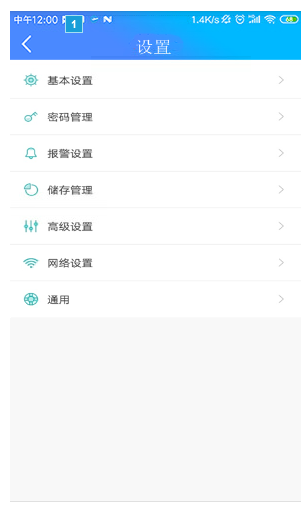 中午12:00 1 N 1.4K/s 68
设置
基本设置
密码管理
报警设置
储存管理
高级设置
网络设置
通用